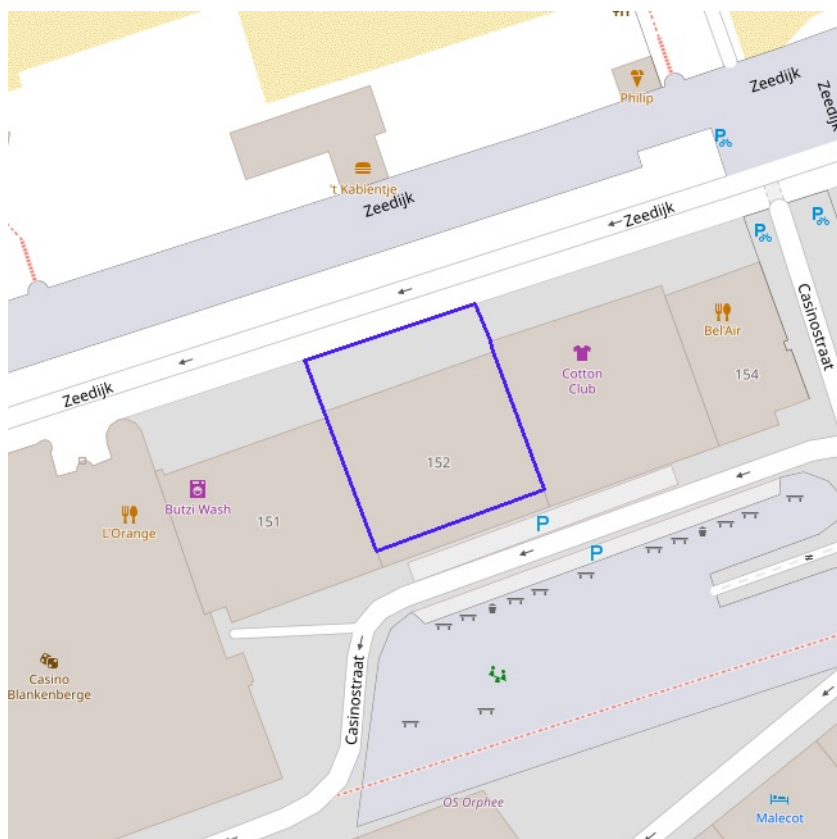 Zeedijk
Zeedijk
Philip
't Kabientje
Zeedijk
Zeedijk
Casinostraat
Bel'Air
Cotton
Club
154
Zeedijk
152
Butzi Wash
L'Orange
151
Casino
Blankenberge
Casinostraat
OS Orphee
Malecot